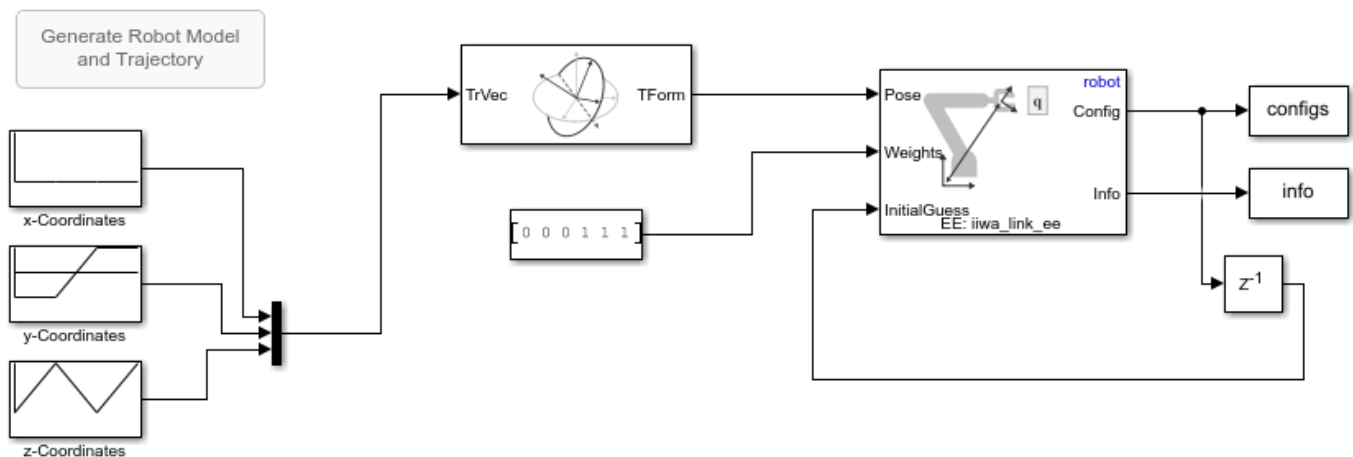 Generate Robot Model
and Trajectory
x-Coordinates
y-Coordinates
z-Coordinates
TrVec
TForm
[0 0 0 1 1 1]
robot
Pose
q
Config
Weights
Info
InitialGuess
EE: iiwa_link_ee
configs
info
z-1